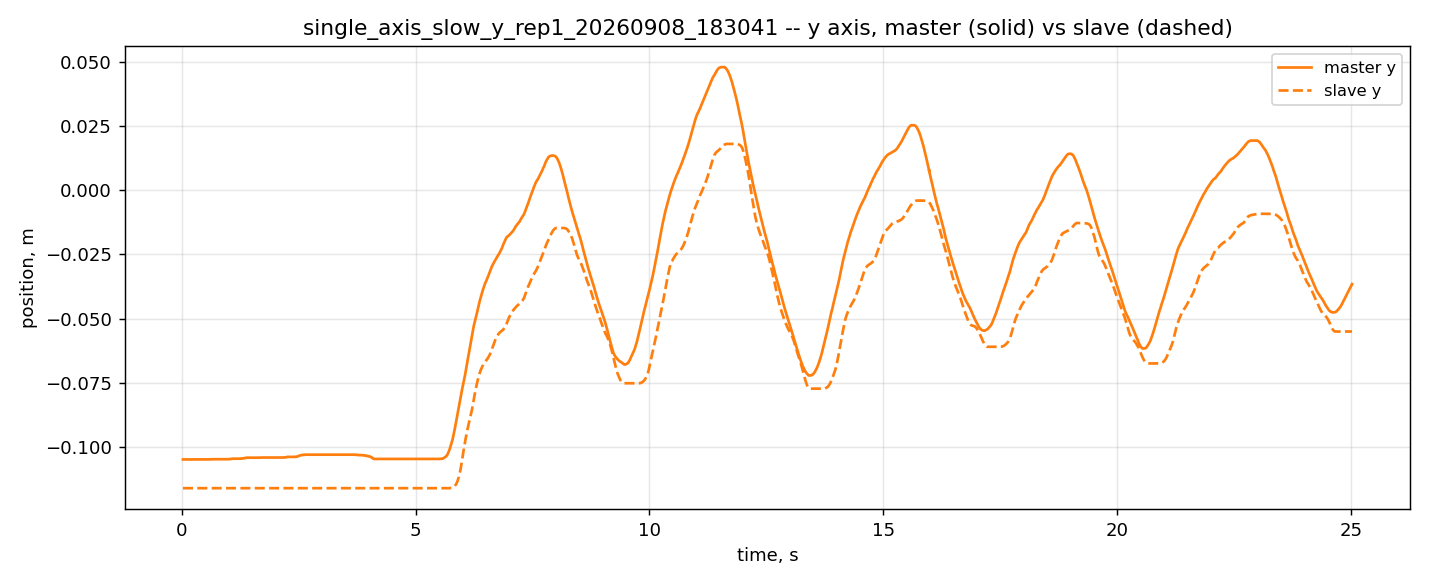 single_axis_slow_y_rep1_20260908_183041 -- y axis, master (solid) vs slave (dashed)
master y
slave y
position, m
0.050
0.025
0.000
−0.025
−0.050
−0.075
−0.100
0 5 10 15 20 25
time, s